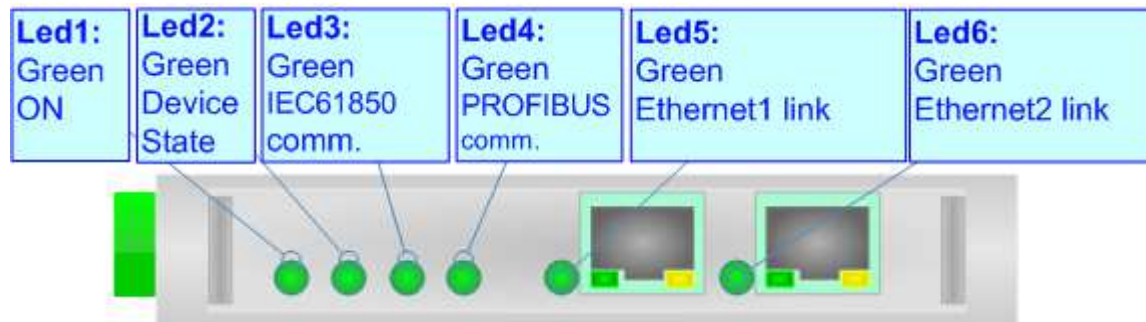 Led1:
Green
ON
Led2:
Green
Device
State
Led3:
Green
IEC61850
comm.
Led4:
Green
PROFIBUS
comm.
Led5:
Green
Ethernet1 link
Led6:
Green
Ethernet2 link